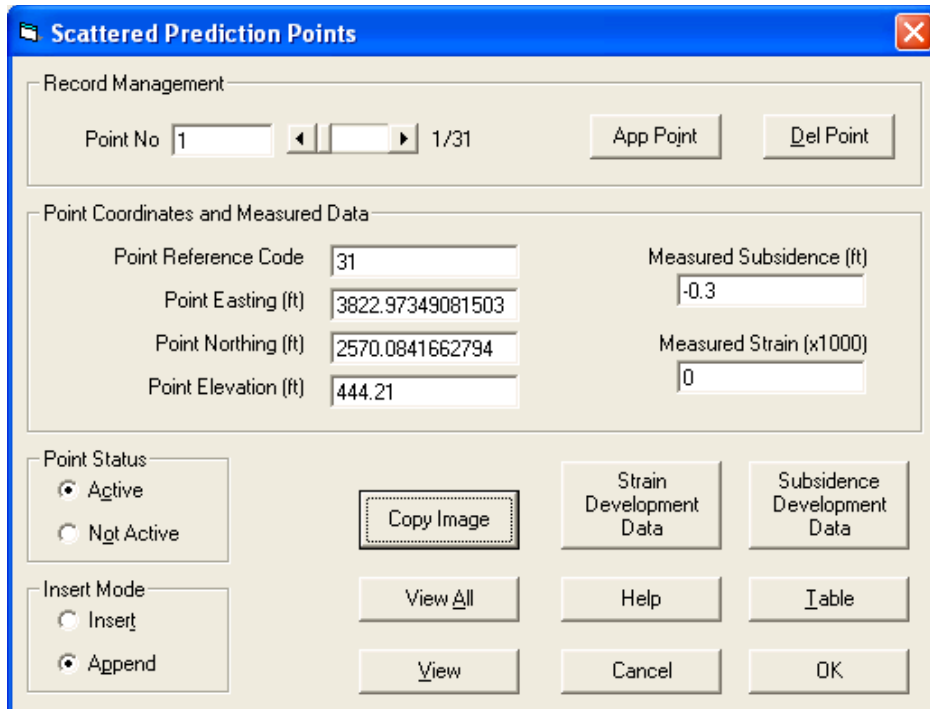 Scattered Prediction Points
Record Management
Point No 1 1/31 App Point Del Point
Point Coordinates and Measured Data
Point Reference Code 31 Measured Subsidence (ft)
-0.3
Point Easting (ft) 3822.97349081503
Point Northing (ft) 2570.0841662794 Measured Strain (x1000)
0
Point Elevation (ft) 444.21
Point Status
Active
Not Active
Copy Image
Strain
Development
Data
Subsidence
Development
Data
Insert Mode
Insert
Append
View All Help Table
View Cancel OK